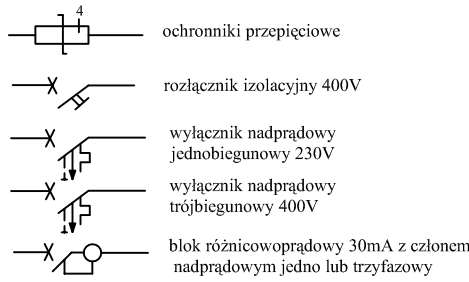 4
ochronniki przepięciowe
rozłącznik izolacyjny 400V
wyłącznik nadprądowy
jednobiegunowy 230V
wyłącznik nadprądowy
trójbiegunowy 400V
blok różnicowoprądowy 30mA z członem
nadprądowym jedno lub trzyfazowy